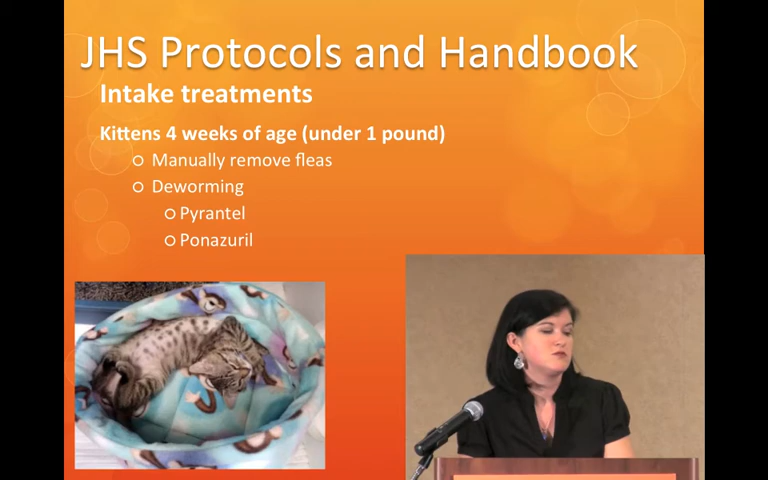 JHS Protocols and Handbook
Intake treatments
Kittens 4 weeks of age (under 1 pound)
Manually remove fleas
Deworming
Pyrantel
Ponazuril